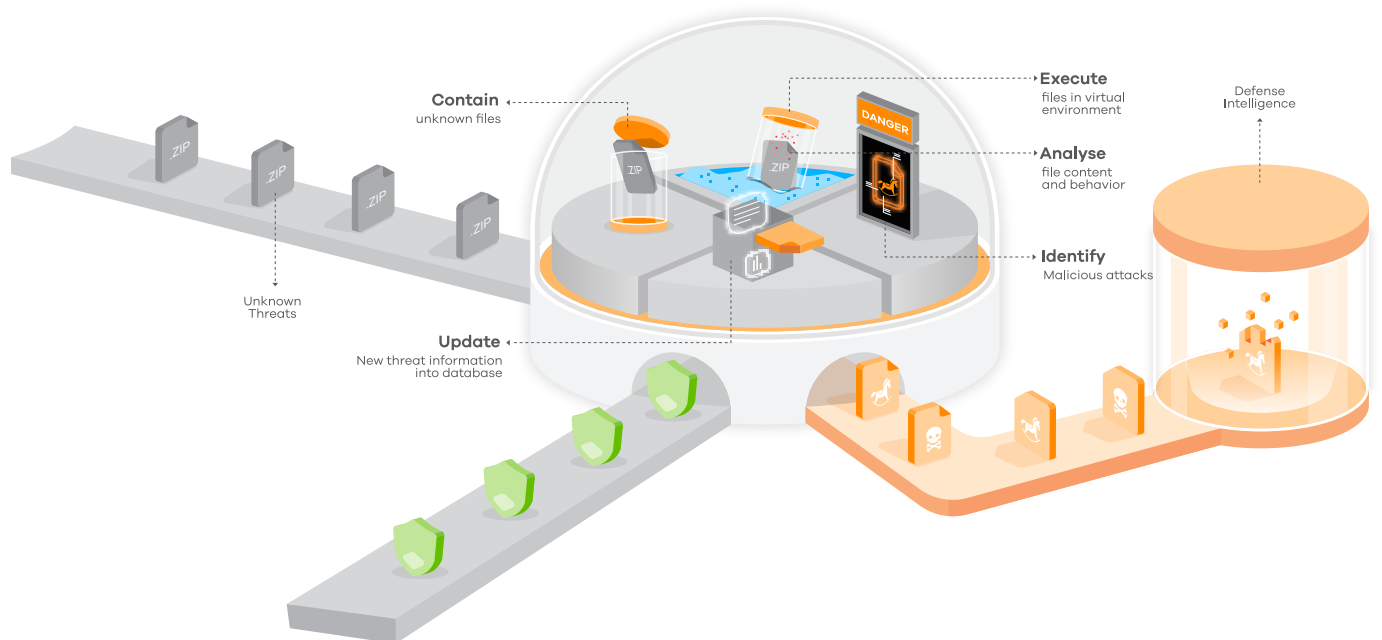 Contain
unknown files
Execute
files in virtual
environment
Defense
Intelligence
DANGER
Analyse
file content
and behavior
.ZIP
.ZIP
.ZIP
.ZIP
.ZIP
.ZIP
Identify
Malicious attacks
Unknown
Threats
Update
New threat information
into database